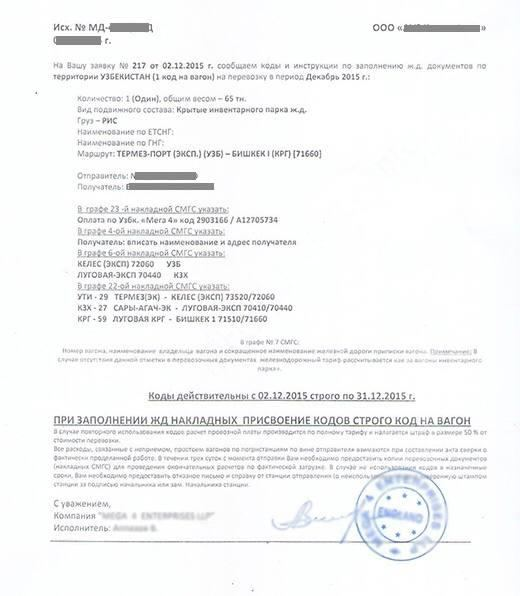 Исх. № МД-
ООО «
г.
На Вашу заявку № 217 от 02.12.2015 г. сообщаем коды и инструкции по заполнению ж.д. документов по
территории УЗБЕКИСТАН (1 код на вагон) на перевозку в период Декабрь 2015 г.:
Количество: 1 (Один), общим весом – 65 тн.
Вид подвижного состава: Крытые инвентарного парка ж.д.
Груз – РИС
Наименование по ЕТСНГ:
Наименование по ГНГ:
Маршрут: ТЕРМЕЗ-ПОРТ (ЭКСП.) (УЗБ) – БИШКЕК I (КРГ) [71660]
Отправитель:
Получатель:
В графе 23 -й накладной СМГС указать:
Оплата по Узбк. «Мега 4» код 2903166 / А12705734
В графе 4-ой накладной СМГС указать:
Получатель: вписать наименование и адрес получателя
В графе 6-ой накладной СМГС указать:
КЕЛЕС (ЭКСП) 72060 УЗБ
ЛУГОВАЯ-ЭКСП 70440 КЗХ
В графе 22-ой накладной СМГС указать:
УТИ - 29 ТЕРМЕЗ(ЭК) - КЕЛЕС (ЭКСП) 73520/72060
КЗХ - 27 САРЫ-АГАЧ-ЭК - ЛУГОВАЯ-ЭКСП 70410/70440
КРГ - 59 ЛУГОВАЯ КРГ - БИШКЕК 1 71510/71660
В графе № 7 СМГС:
Номер вагона, наименование владельца вагона и сокращенное наименование железной дороги приписки вагона. Примечание: В
случае отсутствия данной отметки в перевозочных документах железнодорожный тариф рассчитывается как за вагоны инвентарного
парка».
Коды действительны с 02.12.2015 строго по 31.12.2015 г.
ПРИ ЗАПОЛНЕНИИ ЖД НАКЛАДНЫХ ПРИСВОЕНИЕ КОДОВ СТРОГО КОД НА ВАГОН
В случае повторного использования кодов расчет провозной платы производится по полному тарифу и налагается штраф в размере 50 % от
стоимости перевозки.
Все расходы, связанные с неприемом, простоем вагонов по погранстанциям по вине отправителя взимаются при составлении акта сверки о
фактически проделанной работе. В течение трех суток с момента отправки Вам необходимо предоставить копии перевозочных документов
(накладных СМГС) для проведения окончательных расчетов по фактической загрузке. В случае не использования кодов в назначенные
сроки, Вам необходимо предоставить отказное письмо и справку от станции отправления (о неиспользовании) штампом
станции за подписью начальника или зам. Начальника станции.
С уважением,
Компания "MEGA 4 ENTERPRISES LLP"
Исполнитель:
MEGA 4 ENTERPRISES LLP
ENGLAND